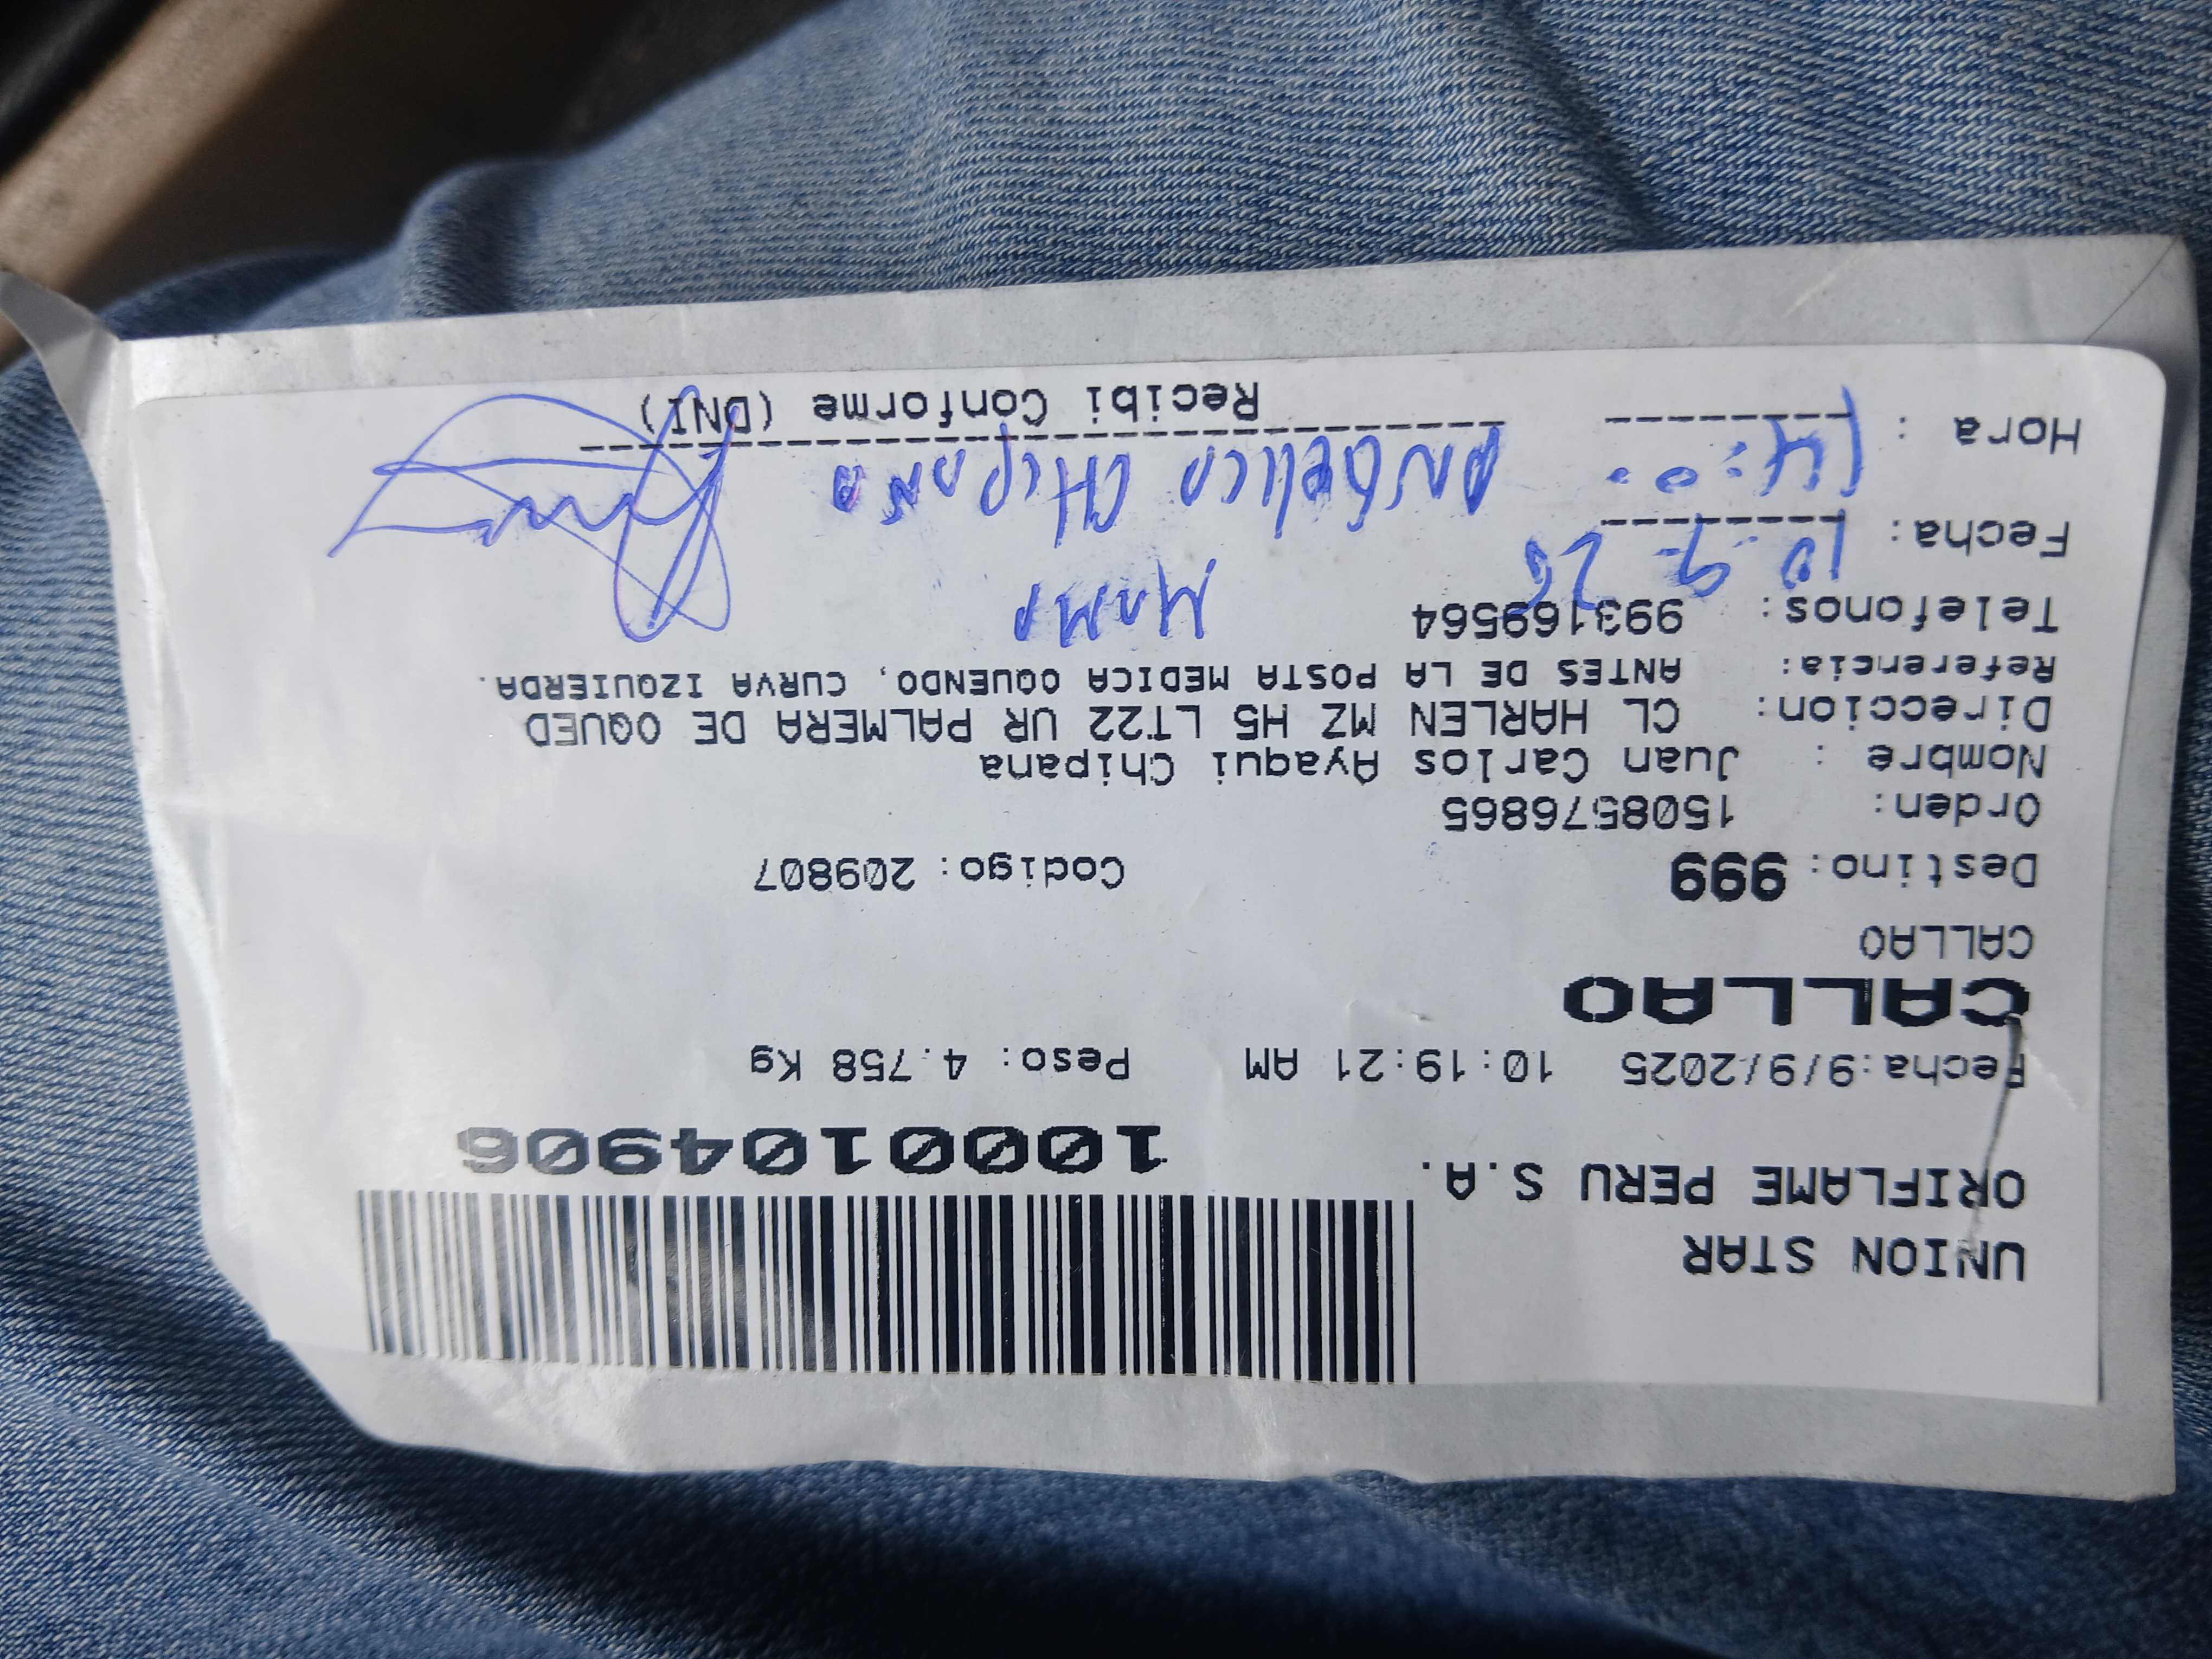 UNION STAR
ORIFLAME PERU S.A.
1000104906
Fecha:9/9/2025 10:19:21 AM Peso: 4.758 Kg
CALLAO
CALLAO
Destino: 999 Codigo: 209807
Orden: 1508576865
Nombre : Juan Carlos Ayaqui Chipana
Direccion: CL HARLEN MZ H5 LT22 UR PALMERA DE OQUED
Referencia: ANTES DE LA POSTA MEDICA OQUENDO, CURVA IZQUIERDA.
Telefonos: 993169564
MAMA
Fecha: 10-9-25
Hora : 14:00 ANGELICA CHIPANA
Recibi Conforme (DNI)